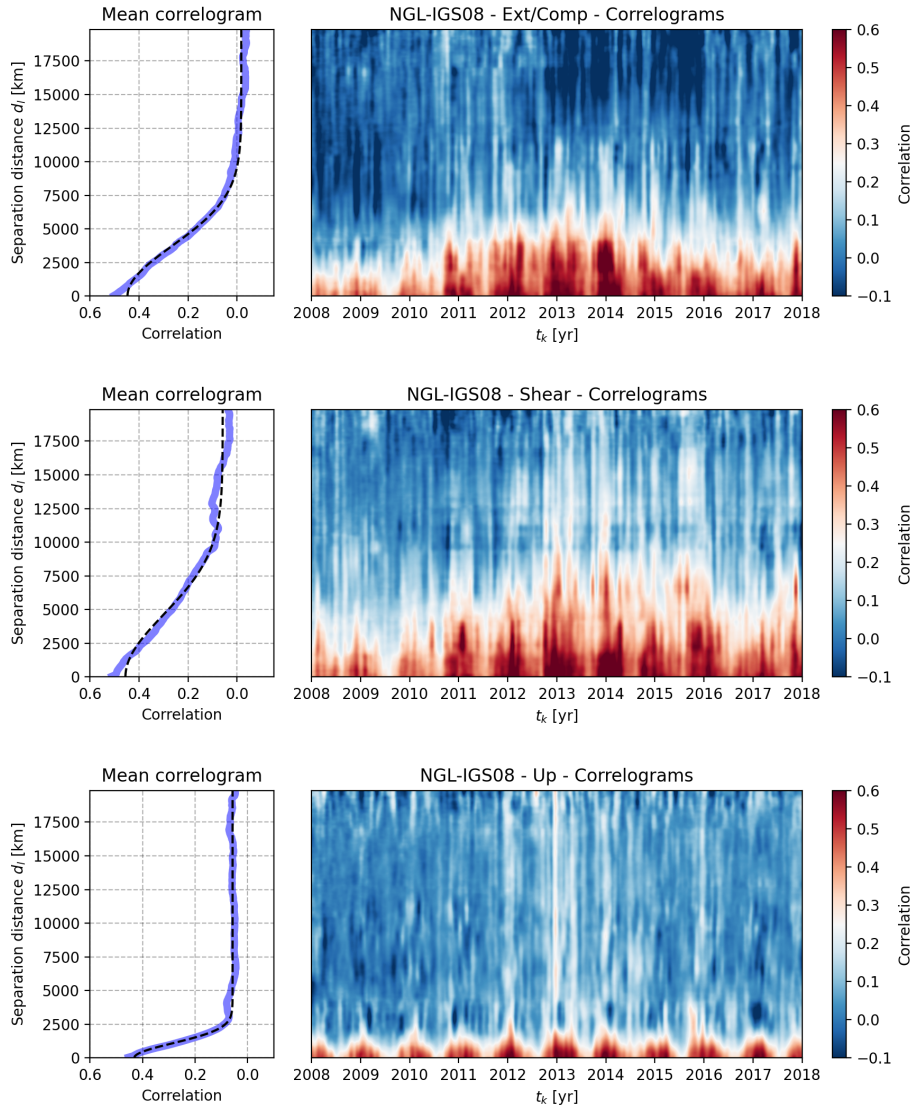 Mean correlogram
NGL-IGS08 - Ext/Comp - Correlograms
Separation distance d_l [km]
17500
15000
12500
10000
7500
5000
2500
0
0.6 0.4 0.2 0.0
Correlation
2008 2009 2010 2011 2012 2013 2014 2015 2016 2017 2018
t_k [yr]
0.6
0.5
0.4
0.3
0.2
0.1
0.0
−0.1
Correlation
Mean correlogram
NGL-IGS08 - Shear - Correlograms
Separation distance d_l [km]
17500
15000
12500
10000
7500
5000
2500
0
0.6 0.4 0.2 0.0
Correlation
2008 2009 2010 2011 2012 2013 2014 2015 2016 2017 2018
t_k [yr]
0.6
0.5
0.4
0.3
0.2
0.1
0.0
−0.1
Correlation
Mean correlogram
NGL-IGS08 - Up - Correlograms
Separation distance d_l [km]
17500
15000
12500
10000
7500
5000
2500
0
0.6 0.4 0.2 0.0
Correlation
2008 2009 2010 2011 2012 2013 2014 2015 2016 2017 2018
t_k [yr]
0.6
0.5
0.4
0.3
0.2
0.1
0.0
−0.1
Correlation